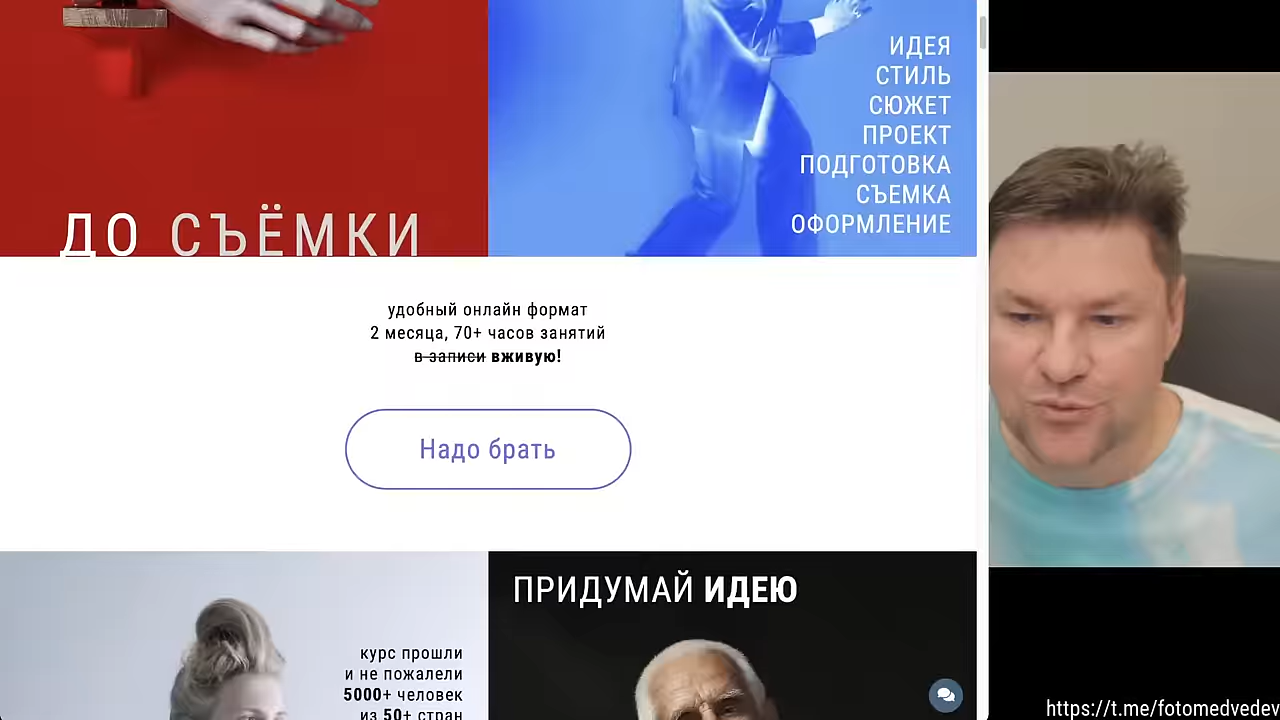 ИДЕЯ
СТИЛЬ
СЮЖЕТ
ПРОЕКТ
ПОДГОТОВКА
СЪЕМКА
ОФОРМЛЕНИЕ
ДО СЪЁМКИ
удобный онлайн формат
2 месяца, 70+ часов занятий
в записи вживую!
Надо брать
ПРИДУМАЙ ИДЕЮ
курс прошли
и не пожалели
5000+ человек
из 50+ стран
https://t.me/fotomedvedev